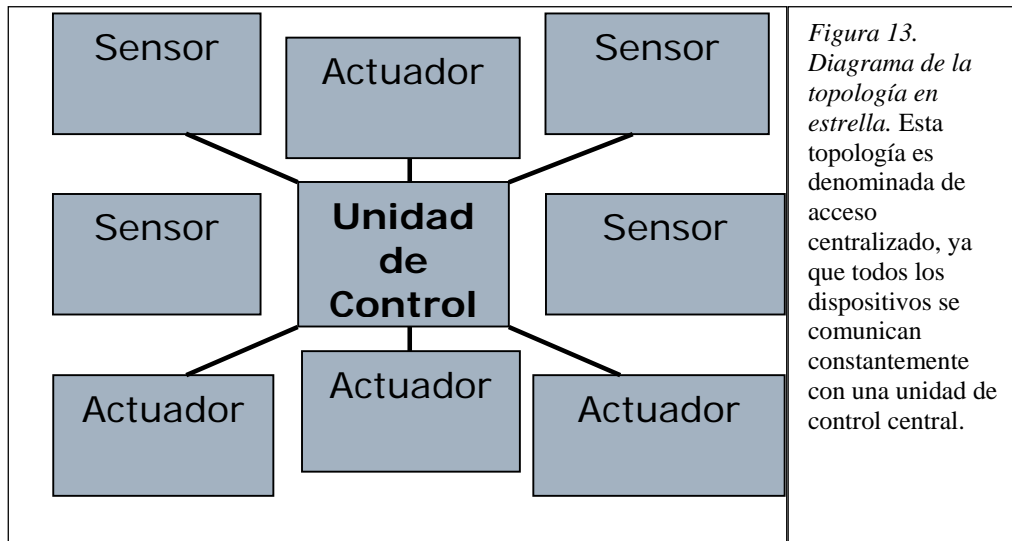 Sensor
Actuador
Sensor
Sensor
Unidad
de
Control
Sensor
Actuador
Actuador
Actuador
Figura 13.
Diagrama de la
topología en
estrella. Esta
topología es
denominada de
acceso
centralizado, ya
que todos los
dispositivos se
comunican
constantemente
con una unidad de
control central.